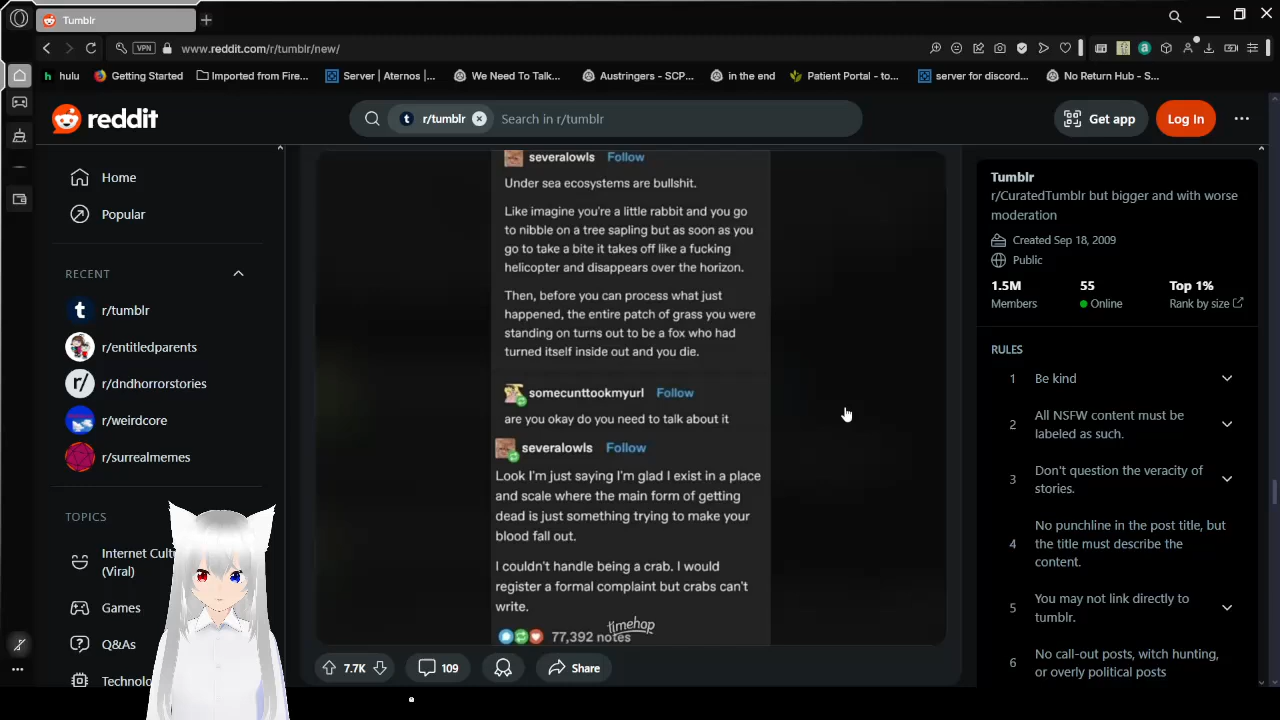 Tumblr
VPN
www.reddit.com/r/tumblr/new/
hulu
Getting Started
Imported from Fire...
Server | Aternos |...
We Need To Talk...
Austringers - SCP...
in the end
Patient Portal - to...
server for discord...
No Return Hub - S...
reddit
r/tumblr
Search in r/tumblr
Get app
Log In
Home
Popular
RECENT
r/tumblr
r/entitledparents
r/dndhorrorstories
r/weirdcore
r/surrealmemes
TOPICS
Internet Cult
(Viral)
Games
Q&As
Technolo
severalowls Follow
Under sea ecosystems are bullshit.
Like imagine you're a little rabbit and you go
to nibble on a tree sapling but as soon as you
go to take a bite it takes off like a fucking
helicopter and disappears over the horizon.
Then, before you can process what just
happened, the entire patch of grass you were
standing on turns out to be a fox who had
turned itself inside out and you die.
somecunttookmyurl Follow
are you okay do you need to talk about it
severalowls Follow
Look I'm just saying I'm glad I exist in a place
and scale where the main form of getting
dead is just something trying to make your
blood fall out.
I couldn't handle being a crab. I would
register a formal complaint but crabs can't
write.
timehop
77,392 notes
7.7K
109
Share
Tumblr
r/CuratedTumblr but bigger and with worse
moderation
Created Sep 18, 2009
Public
1.5M 55 Top 1%
Members Online Rank by size
RULES
1 Be kind
2 All NSFW content must be
labeled as such.
3 Don't question the veracity of
stories.
4 No punchline in the post title, but
the title must describe the
content.
5 You may not link directly to
tumblr.
6 No call-out posts, witch hunting,
or overly political posts